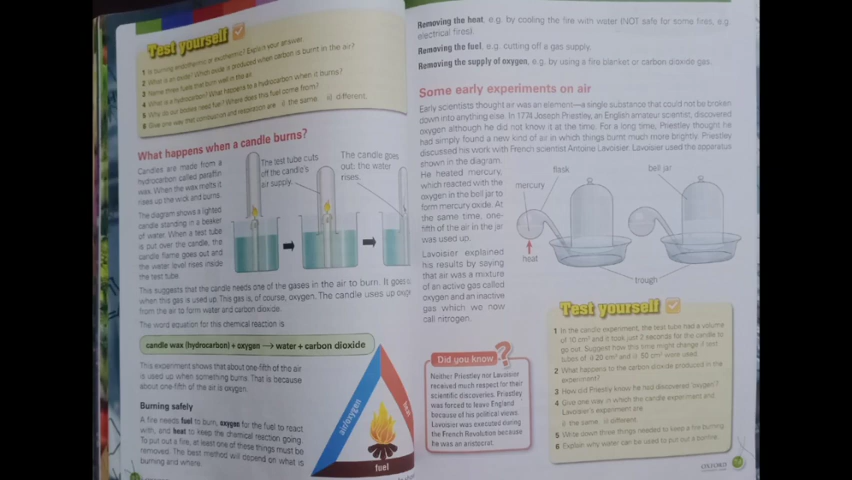 Test yourself
1 Is burning endothermic or exothermic? Explain your answer.
2 What is an oxide? Which oxide is produced when carbon is burnt in the air?
3 Name three fuels that burn well in the air.
4 What is a hydrocarbon? What happens to a hydrocarbon when it burns?
5 Why do our bodies need fuel? Where does this fuel come from?
6 Give one way that combustion and respiration are i the same ii different.
What happens when a candle burns?
Candles are made from a
hydrocarbon called paraffin
wax. When the wax melts it
rises up the wick and burns.
The diagram shows a lighted
candle standing in a beaker
of water. When a test tube
is put over the candle, the
candle flame goes out and
the water level rises inside
the test tube.
The test tube cuts
off the candle's
air supply.
The candle goes
out; the water
rises.
This suggests that the candle needs one of the gases in the air to burn. It goes
when this gas is used up. This gas is, of course, oxygen. The candle uses up
from the air to form water and carbon dioxide.
The word equation for this chemical reaction is
candle wax (hydrocarbon) + oxygen → water + carbon dioxide
This experiment shows that about one-fifth of the air
is used up when something burns. That is because
about one-fifth of the air is oxygen.
Burning safely
A fire needs fuel to burn, oxygen for the fuel to react
with, and heat to keep the chemical reaction going.
To put out a fire, at least one of these things must be
removed. The best method will depend on what is
burning and where.
air/oxygen
heat
fuel
Removing the heat, e.g. by cooling the fire with water (NOT safe for some fires, e.g.
electrical fires).
Removing the fuel, e.g. cutting off a gas supply.
Removing the supply of oxygen, e.g. by using a fire blanket or carbon dioxide gas.
Some early experiments on air
Early scientists thought air was an element—a single substance that could not be broken
down into anything else. In 1774 Joseph Priestley, an English amateur scientist, discovered
oxygen although he did not know it at the time. For a long time, Priestley thought he
had simply found a new kind of air in which things burnt much more brightly. Priestley
discussed his work with French scientist Antoine Lavoisier. Lavoisier used the apparatus
shown in the diagram.
He heated mercury,
which reacted with the
oxygen in the bell jar to
form mercury oxide. At
the same time, one-
fifth of the air in the jar
was used up.
Lavoisier explained
his results by saying
that air was a mixture
of an active gas called
oxygen and an inactive
gas which we now
call nitrogen.
flask
bell jar
mercury
heat
trough
Did you know
?
Neither Priestley nor Lavoisier
received much respect for their
scientific discoveries. Priestley
was forced to leave England
because of his political views.
Lavoisier was executed during
the French Revolution because
he was an aristocrat.
Test yourself
1 In the candle experiment, the test tube had a volume
of 10 cm³ and it took just 2 seconds for the candle to
go out. Suggest how this time might change if test
tubes of i 20 cm³ and ii 50 cm³ were used.
2 What happens to the carbon dioxide produced in the
experiment?
3 How did Priestly know he had discovered 'oxygen'?
4 Give one way in which the candle experiment and
Lavoisier's experiment are
i the same ii different.
5 Write down three things needed to keep a fire burning.
6 Explain why water can be used to put out a bonfire.
OXFORD